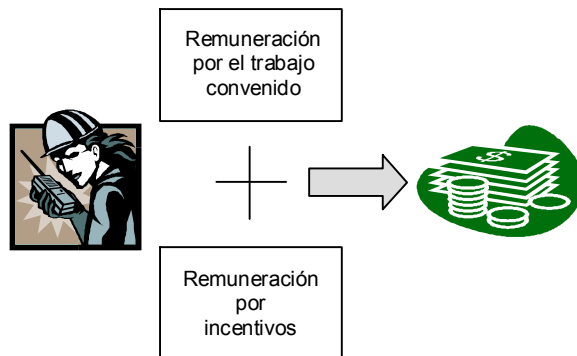 Remuneración
por el trabajo
convenido
$
Remuneración
por
incentivos